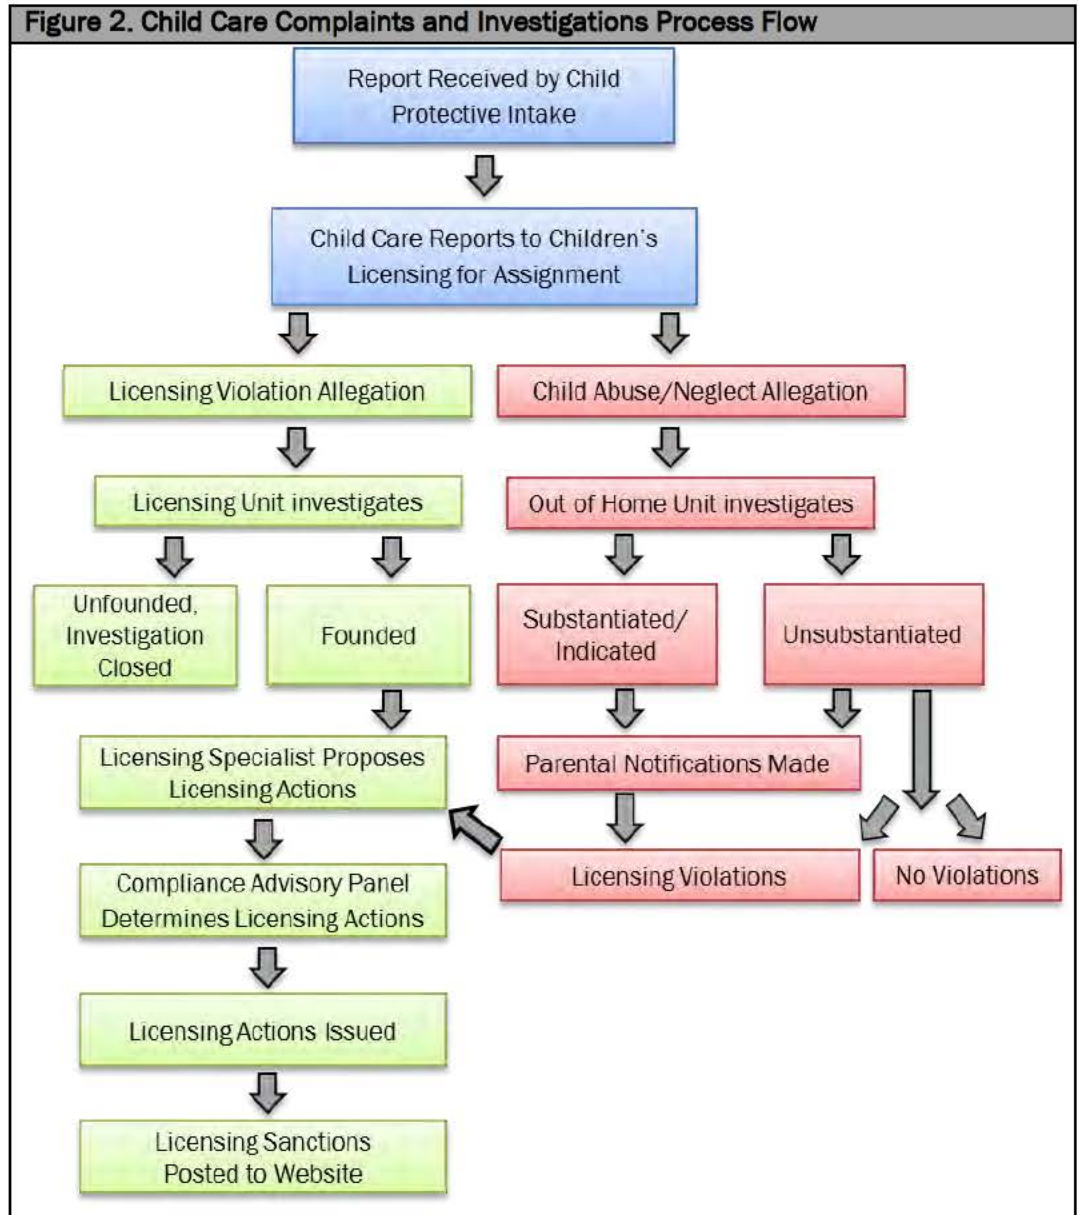 Figure 2. Child Care Complaints and Investigations Process Flow
Report Received by Child
Protective Intake
Child Care Reports to Children's
Licensing for Assignment
Licensing Violation Allegation
Child Abuse/Neglect Allegation
Licensing Unit investigates
Out of Home Unit investigates
Unfounded,
Investigation
Closed
Founded
Substantiated/
Indicated
Unsubstantiated
Licensing Specialist Proposes
Licensing Actions
Parental Notifications Made
Compliance Advisory Panel
Determines Licensing Actions
Licensing Violations
No Violations
Licensing Actions Issued
Licensing Sanctions
Posted to Website